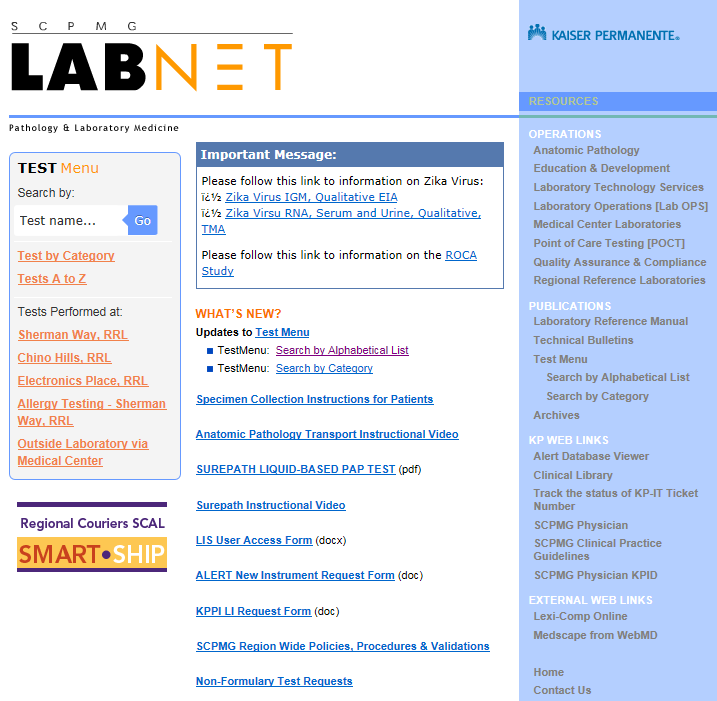 SCPMG
LABNET
KAISER PERMANENTE®
Pathology & Laboratory Medicine
TEST Menu
Search by:
Test name...
Go
Test by Category
Tests A to Z
Tests Performed at:
Sherman Way, RRL
Chino Hills, RRL
Electronics Place, RRL
Allergy Testing - Sherman
Way, RRL
Outside Laboratory via
Medical Center
Regional Couriers SCAL
SMART•SHIP
Important Message:
Please follow this link to information on Zika Virus:
ï¿½ Zika Virus IGM, Qualitative EIA
ï¿½ Zika Virsu RNA, Serum and Urine, Qualitative,
TMA
Please follow this link to information on the ROCA
Study
WHAT'S NEW?
Updates to Test Menu
TestMenu: Search by Alphabetical List
TestMenu: Search by Category
Specimen Collection Instructions for Patients
Anatomic Pathology Transport Instructional Video
SUREPATH LIQUID-BASED PAP TEST (pdf)
Surepath Instructional Video
LIS User Access Form (docx)
ALERT New Instrument Request Form (doc)
KPPI LI Request Form (doc)
SCPMG Region Wide Policies, Procedures & Validations
Non-Formulary Test Requests
RESOURCES
OPERATIONS
Anatomic Pathology
Education & Development
Laboratory Technology Services
Laboratory Operations [Lab OPS]
Medical Center Laboratories
Point of Care Testing [POCT]
Quality Assurance & Compliance
Regional Reference Laboratories
PUBLICATIONS
Laboratory Reference Manual
Technical Bulletins
Test Menu
Search by Alphabetical List
Search by Category
Archives
KP WEB LINKS
Alert Database Viewer
Clinical Library
Track the status of KP-IT Ticket
Number
SCPMG Physician
SCPMG Clinical Practice
Guidelines
SCPMG Physician KPID
EXTERNAL WEB LINKS
Lexi-Comp Online
Medscape from WebMD
Home
Contact Us